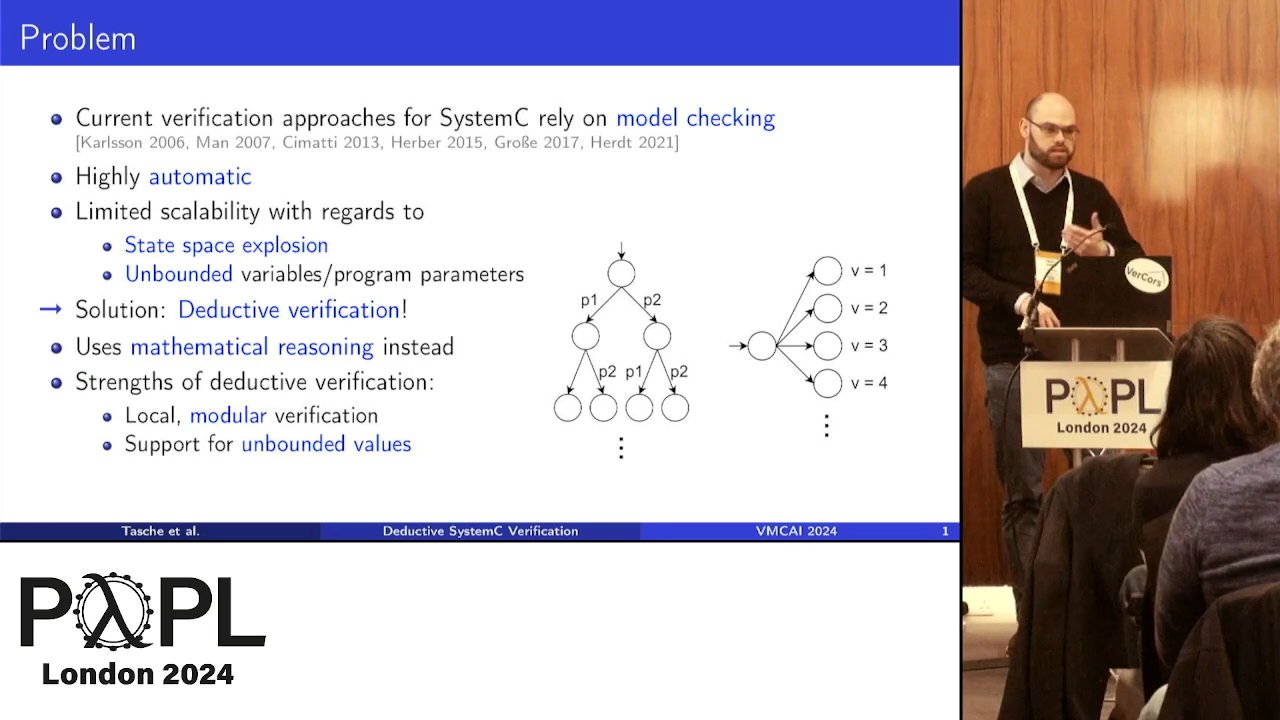 Problem
Current verification approaches for SystemC rely on model checking
[Karlsson 2006, Man 2007, Cimatti 2013, Herber 2015, Große 2017, Herdt 2021]
Highly automatic
Limited scalability with regards to
State space explosion
Unbounded variables/program parameters
→ Solution: Deductive verification!
Uses mathematical reasoning instead
Strengths of deductive verification:
Local, modular verification
Support for unbounded values
p1 p2
p2 p1 p2
⋮
v = 1
v = 2
v = 3
v = 4
⋮
Tasche et al. Deductive SystemC Verification VMCAI 2024 1
VerCors
PλPL
London 2024
PλPL
London 2024